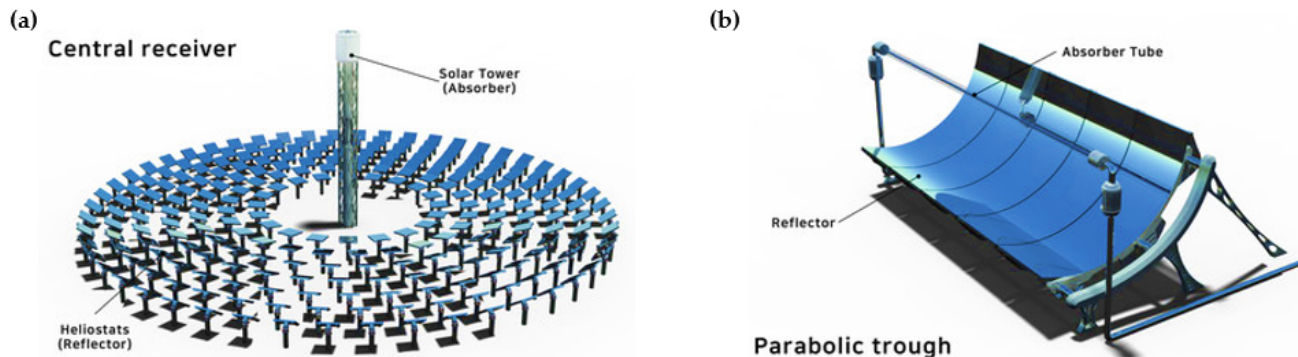 (a)
Central receiver
Solar Tower
(Absorber)
Heliostats
(Reflector)
(b)
Absorber Tube
Reflector
Parabolic trough